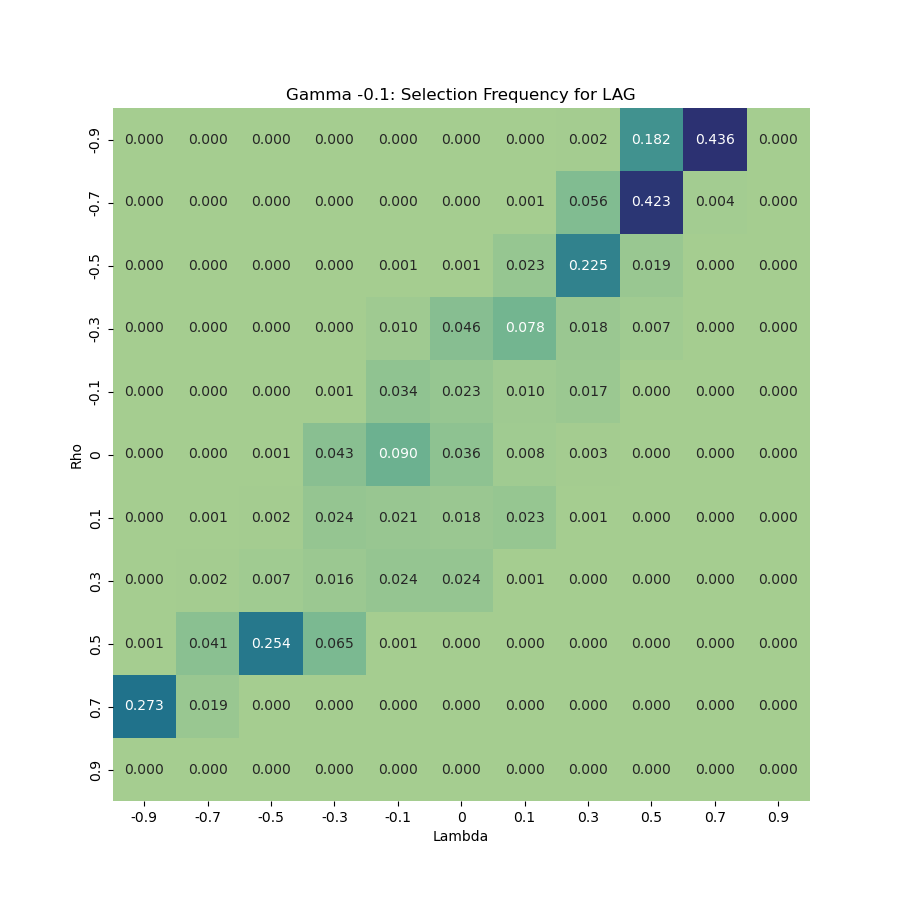 Gamma -0.1: Selection Frequency for LAG
-0.9 0.000 0.000 0.000 0.000 0.000 0.000 0.000 0.002 0.182 0.436 0.000
-0.7 0.000 0.000 0.000 0.000 0.000 0.000 0.001 0.056 0.423 0.004 0.000
-0.5 0.000 0.000 0.000 0.000 0.001 0.001 0.023 0.225 0.019 0.000 0.000
-0.3 0.000 0.000 0.000 0.000 0.010 0.046 0.078 0.018 0.007 0.000 0.000
-0.1 0.000 0.000 0.000 0.001 0.034 0.023 0.010 0.017 0.000 0.000 0.000
Rho
0 0.000 0.000 0.001 0.043 0.090 0.036 0.008 0.003 0.000 0.000 0.000
0.1 0.000 0.001 0.002 0.024 0.021 0.018 0.023 0.001 0.000 0.000 0.000
0.3 0.000 0.002 0.007 0.016 0.024 0.024 0.001 0.000 0.000 0.000 0.000
0.5 0.001 0.041 0.254 0.065 0.001 0.000 0.000 0.000 0.000 0.000 0.000
0.7 0.273 0.019 0.000 0.000 0.000 0.000 0.000 0.000 0.000 0.000 0.000
0.9 0.000 0.000 0.000 0.000 0.000 0.000 0.000 0.000 0.000 0.000 0.000
-0.9 -0.7 -0.5 -0.3 -0.1 0 0.1 0.3 0.5 0.7 0.9
Lambda